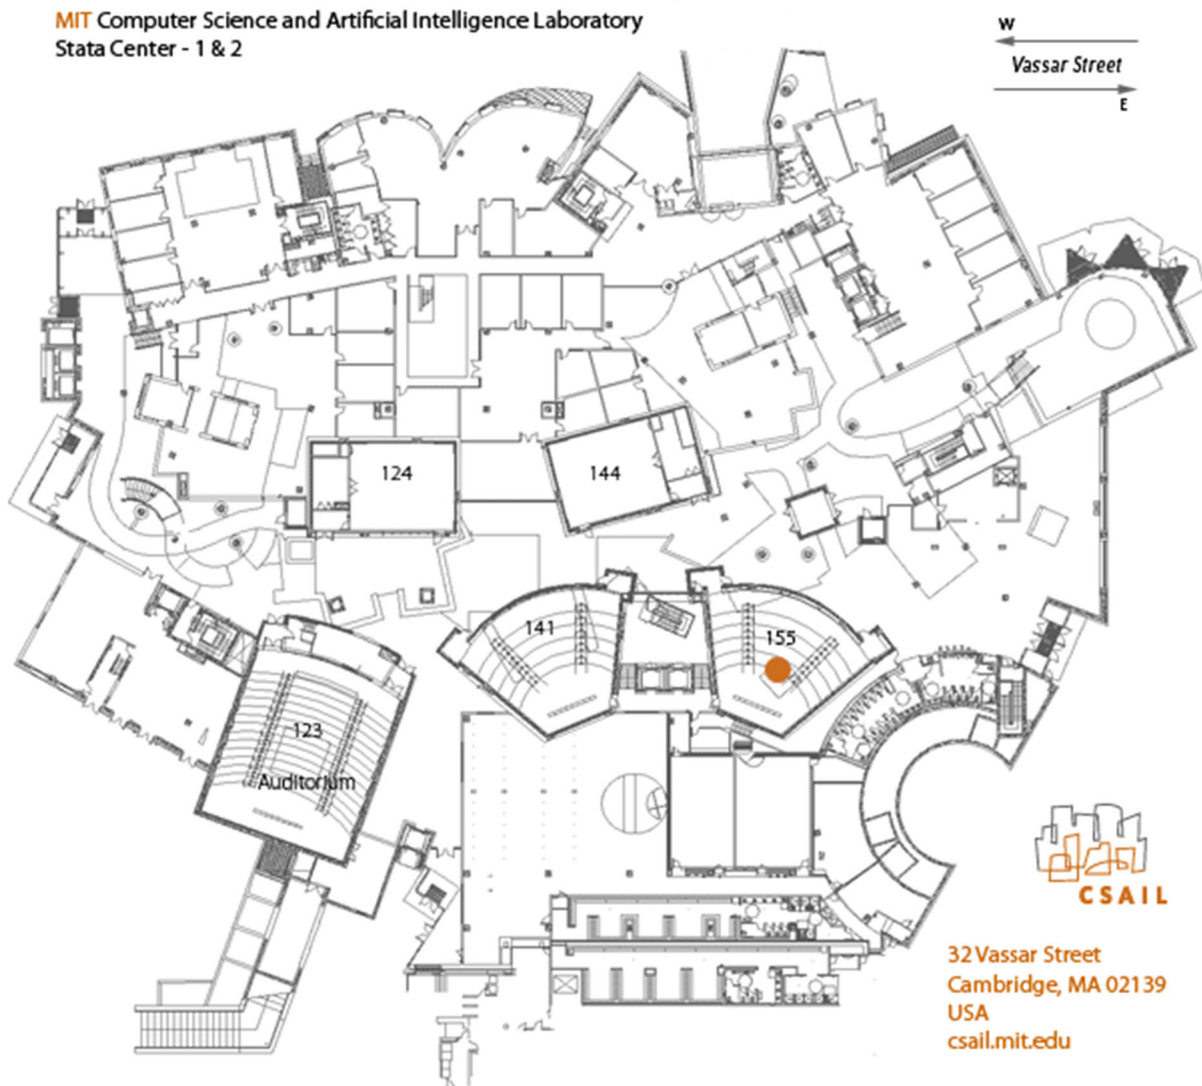 MIT Computer Science and Artificial Intelligence Laboratory
Stata Center - 1 & 2
W
Vassar Street
E
124
144
141
155
123
Auditorium
CSAIL
32 Vassar Street
Cambridge, MA 02139
USA
csail.mit.edu